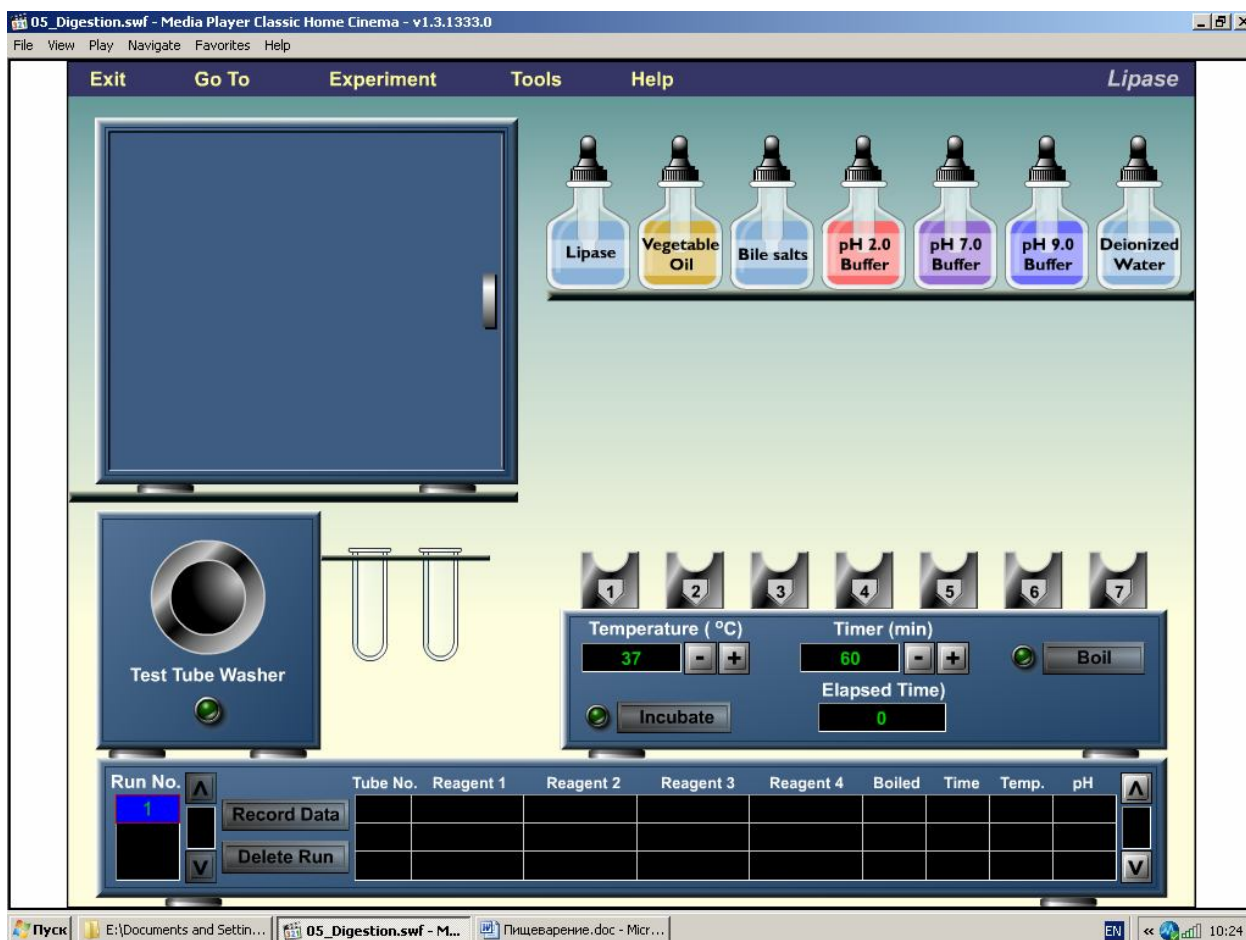 05_Digestion.swf - Media Player Classic Home Cinema - v1.3.1333.0
File View Play Navigate Favorites Help
Exit Go To Experiment Tools Help Lipase
Lipase
Vegetable
Oil
Bile salts
pH 2.0
Buffer
pH 7.0
Buffer
pH 9.0
Buffer
Deionized
Water
Test Tube Washer
1 2 3 4 5 6 7
Temperature ( °C) Timer (min)
37 - + 60 - + Boil
Elapsed Time)
Incubate 0
Run No. Tube No. Reagent 1 Reagent 2 Reagent 3 Reagent 4 Boiled Time Temp. pH
1 Record Data
Delete Run
Пуск E:\Documents and Settin... 05_Digestion.swf - M... Пищеварение.doc - Micr... EN « 10:24